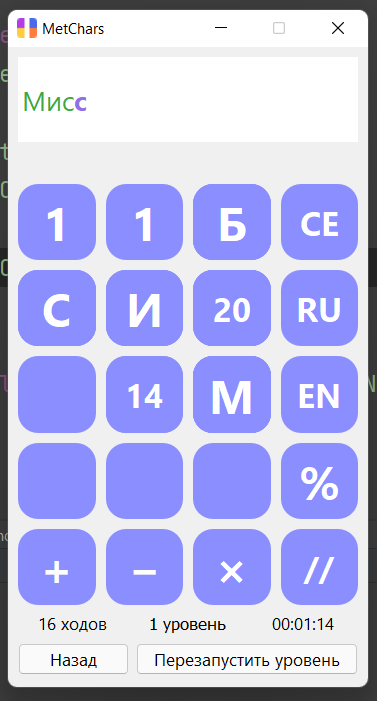 MetChars
Мисс
1 1 Б CE
С И 20 RU
14 М EN
%
+ − × //
16 ходов 1 уровень 00:01:14
Назад Перезапустить уровень